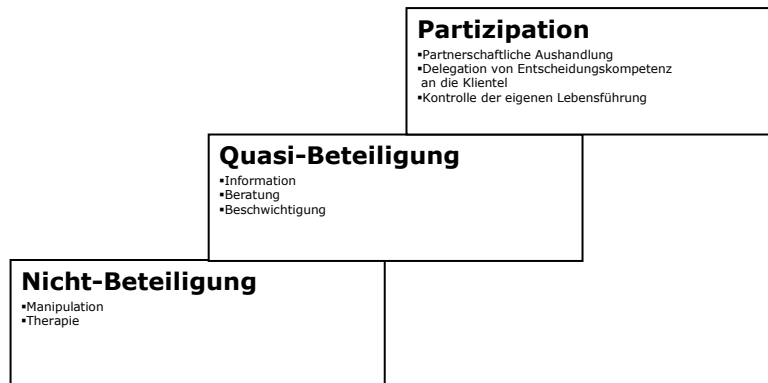 Partizipation
▪Partnerschaftliche Aushandlung
▪Delegation von Entscheidungskompetenz
an die Klientel
▪Kontrolle der eigenen Lebensführung
Quasi-Beteiligung
▪Information
▪Beratung
▪Beschwichtigung
Nicht-Beteiligung
▪Manipulation
▪Therapie